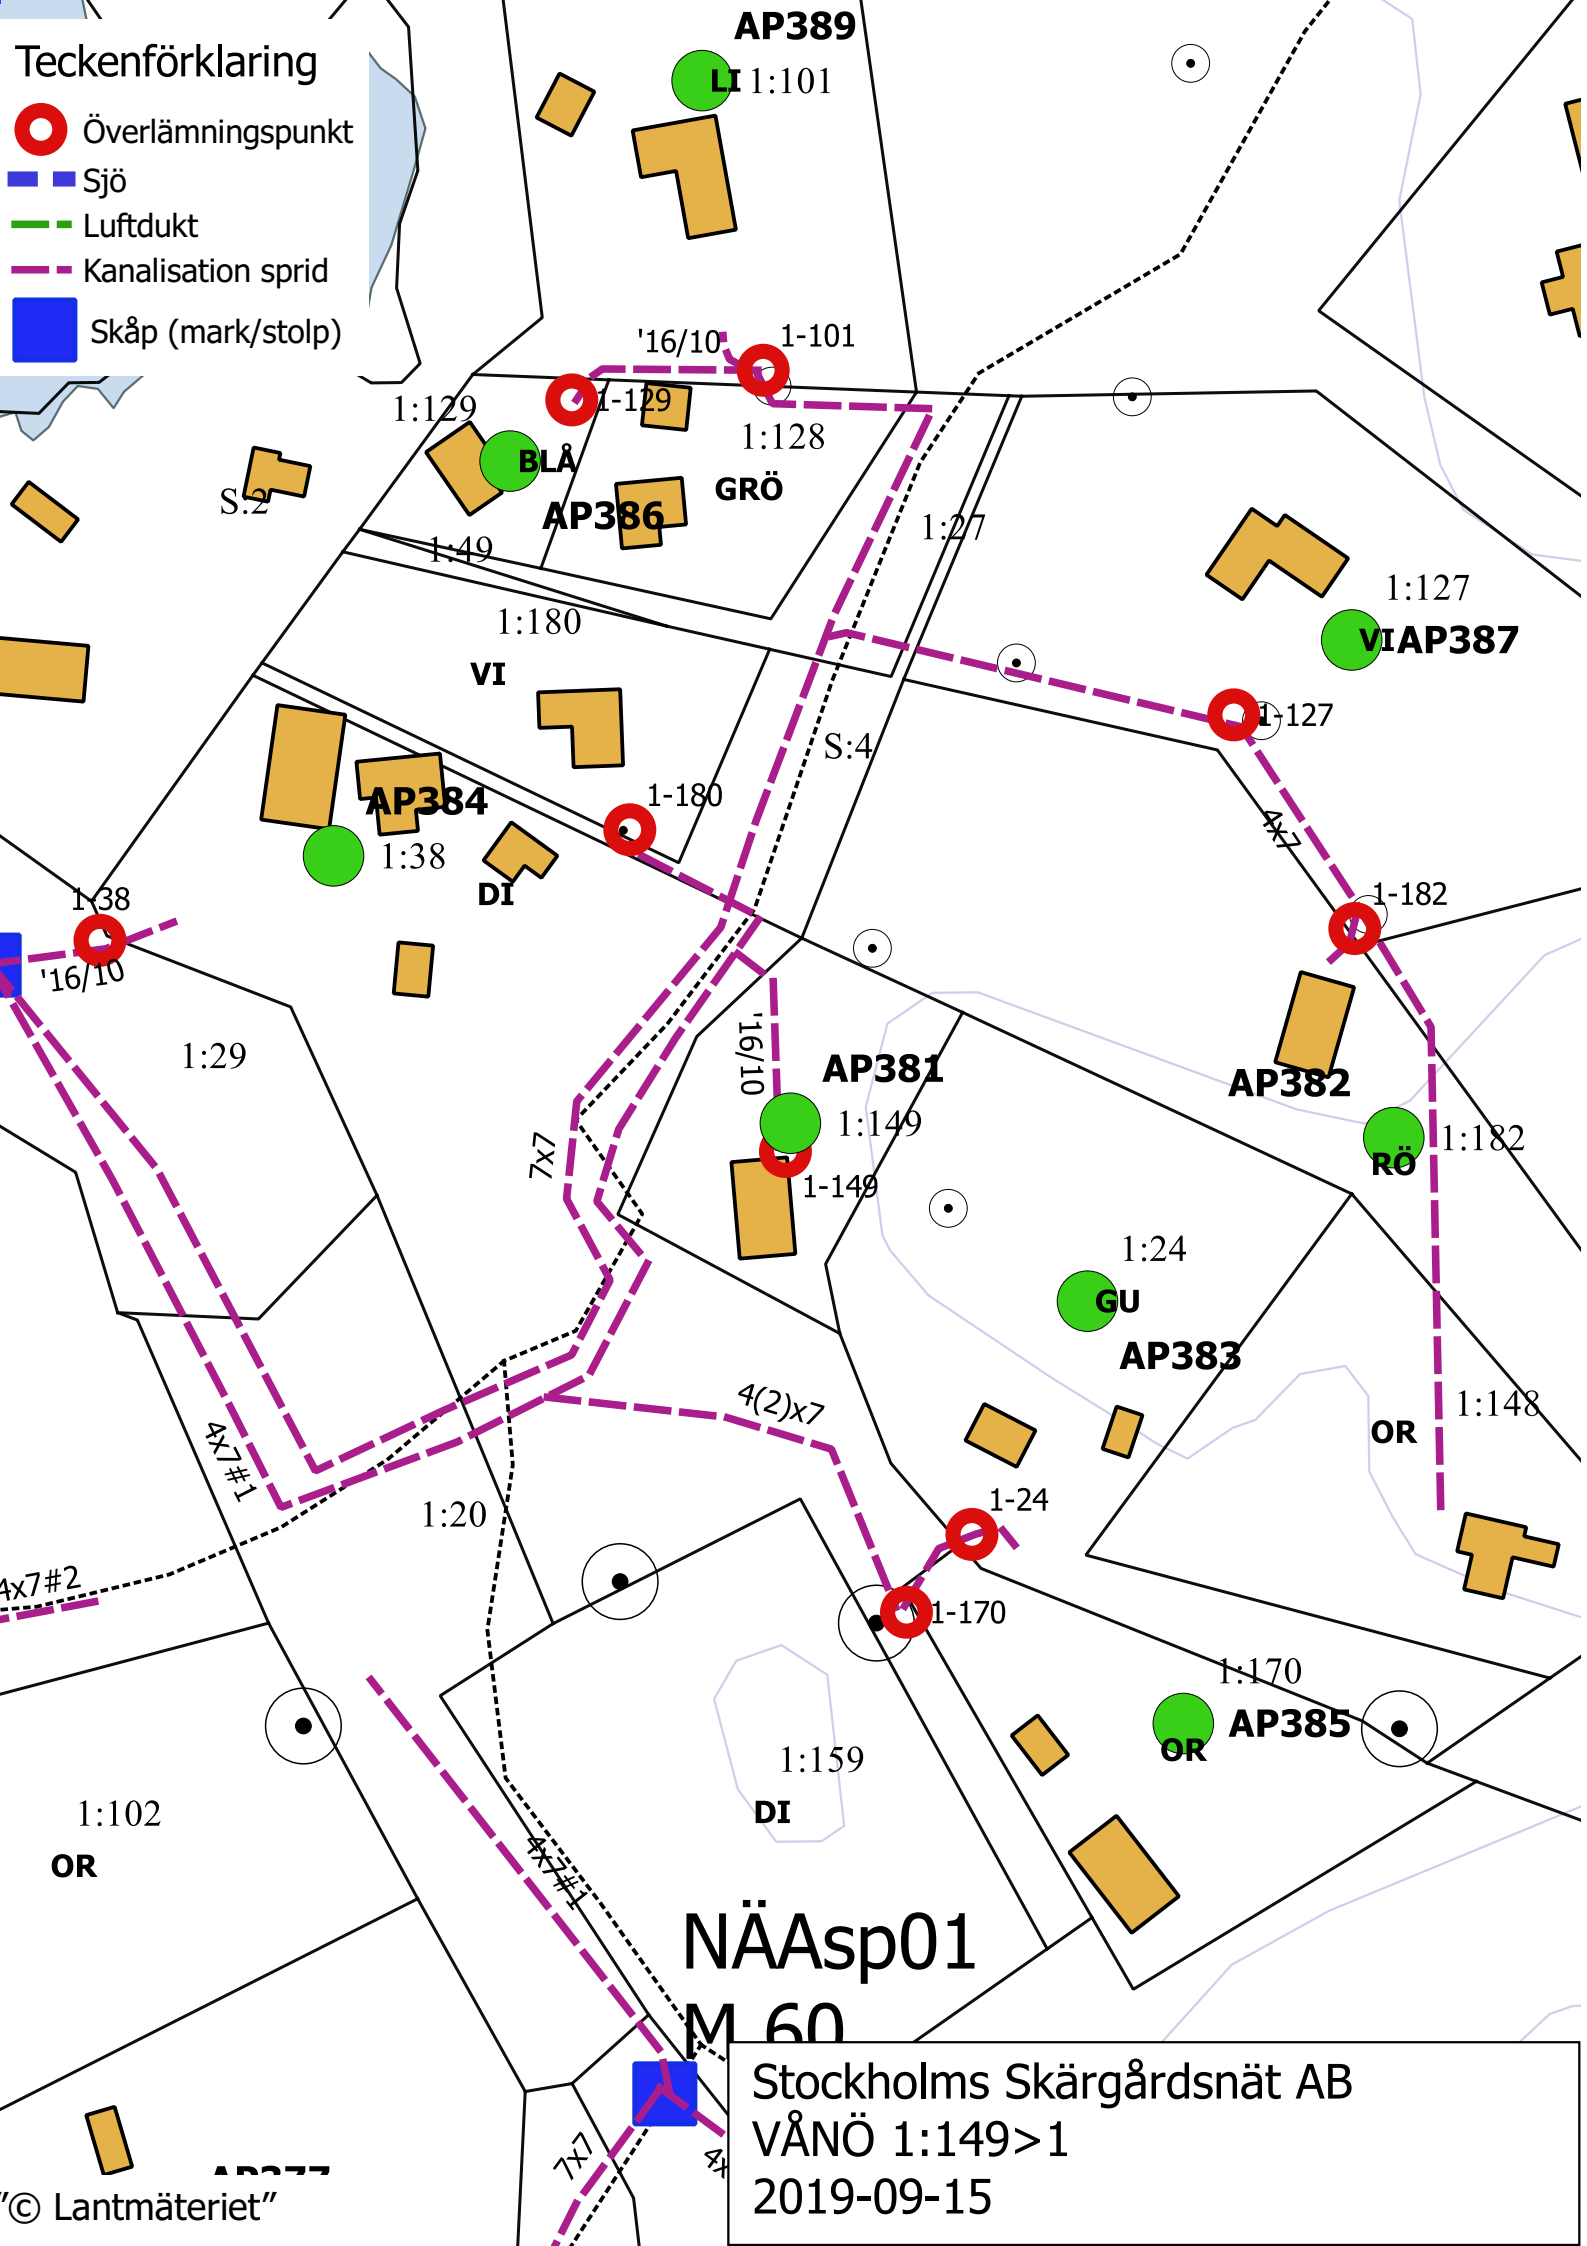 AP389
LI 1:101
Teckenförklaring
Överlämningspunkt
Sjö
Luftdukt
Kanalisation sprid
Skåp (mark/stolp)
'16/10
1-101
1-129
1:129
1:128
BLÅ
GRÖ
AP386
S:2
1:49
1:27
1:180
VI
1:127
VI AP387
1-127
S:4
1-180
AP384
1:38
DI
4x7
1-38
1-182
'16/10
1:29
'16/10
AP381
1:149
AP382
1:182
RÖ
7x7
1-149
1:24
GU
AP383
4(2)x7
1:148
OR
4x7#1
1:20
1-24
4x7#2
1-170
1:170
AP385
OR
1:159
DI
1:102
OR
4x7#1
NÄAsp01
M 60
7x7
4x
AP377
"© Lantmäteriet"
Stockholms Skärgårdsnät AB
VÅNÖ 1:149>1
2019-09-15